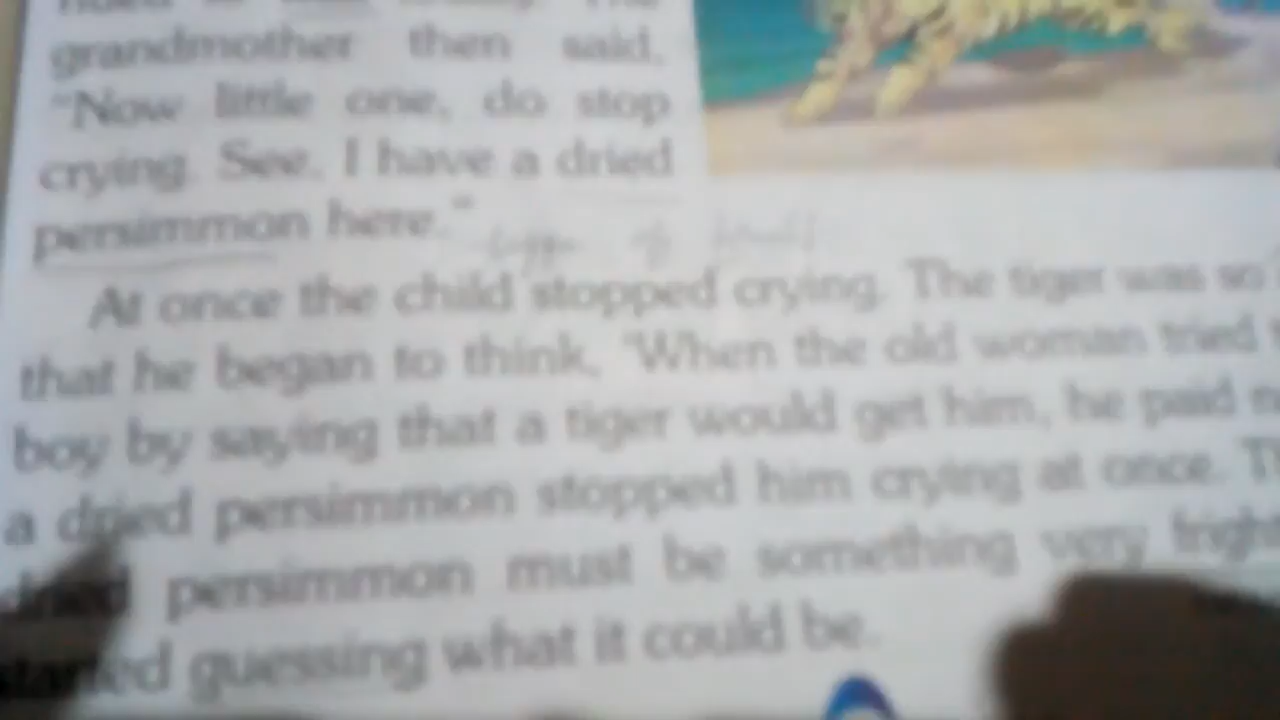 grandmother then said,
"Now little one, do stop
crying. See, I have a dried
persimmon here."
At once the child stopped crying. The tiger was so
that he began to think, 'When the old woman tried
boy by saying that a tiger would get him, he paid
a dried persimmon stopped him crying at once.
dried persimmon must be something very
started guessing what it could be.